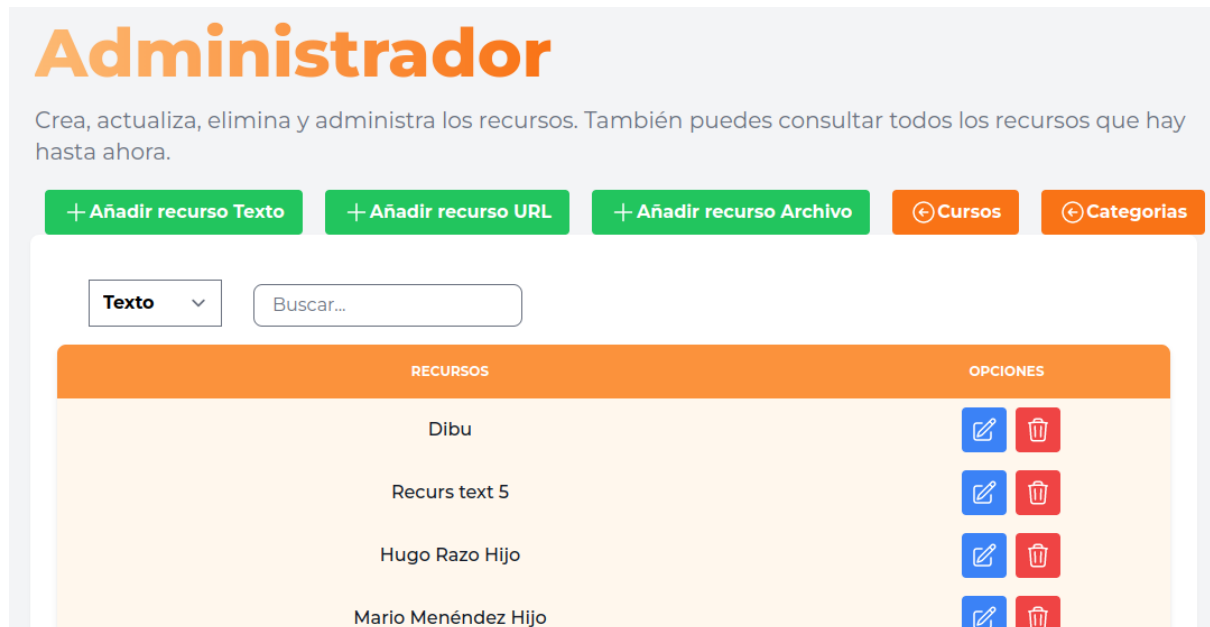 Administrador
Crea, actualiza, elimina y administra los recursos. También puedes consultar todos los recursos que hay
hasta ahora.
Añadir recurso Texto Añadir recurso URL Añadir recurso Archivo Cursos Categorias
Texto Buscar...
RECURSOS OPCIONES
Dibu
Recurs text 5
Hugo Razo Hijo
Mario Menéndez Hijo